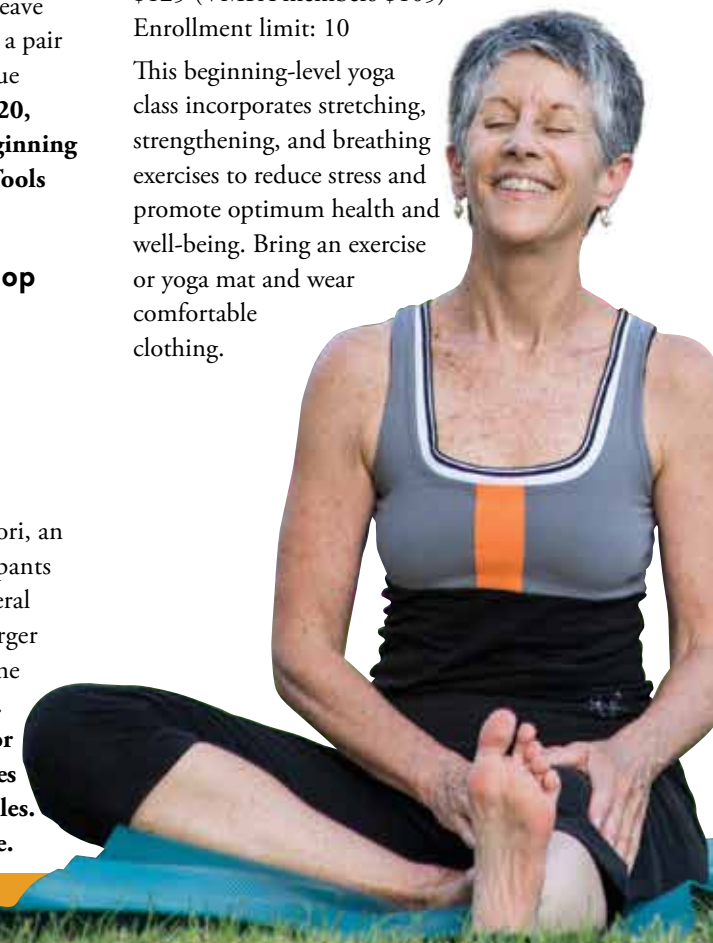 eave
a pair
ue
20,
ginning
Tools
op
ori, an
pants
eral
rger
he
or
es
les.
e.
Enrollment limit: 10
This beginning-level yoga
class incorporates stretching,
strengthening, and breathing
exercises to reduce stress and
promote optimum health and
well-being. Bring an exercise
or yoga mat and wear
comfortable
clothing.